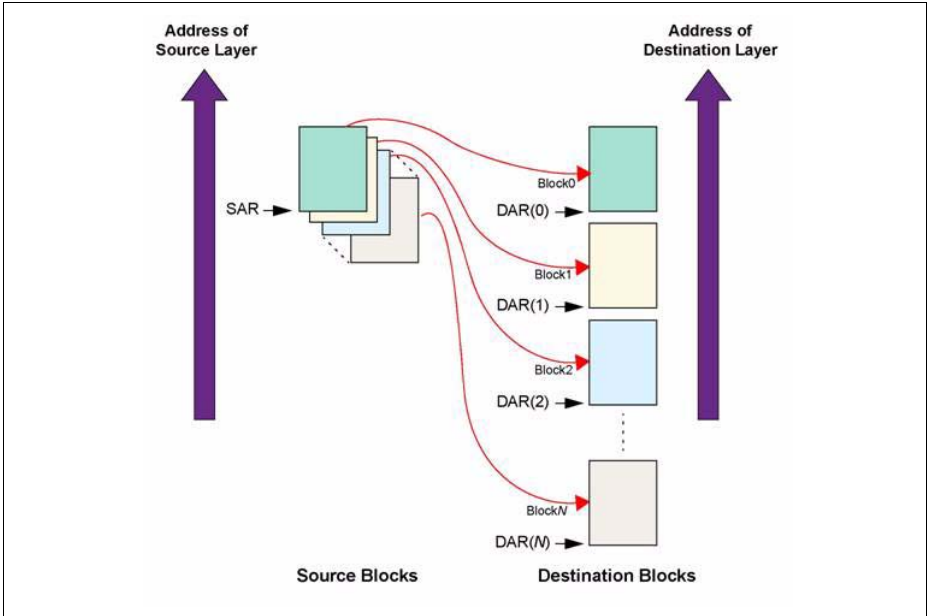 Address of
Source Layer
Address of
Destination Layer
SAR
Block0
DAR(0)
Block1
DAR(1)
Block2
DAR(2)
BlockN
DAR(N)
Source Blocks
Destination Blocks